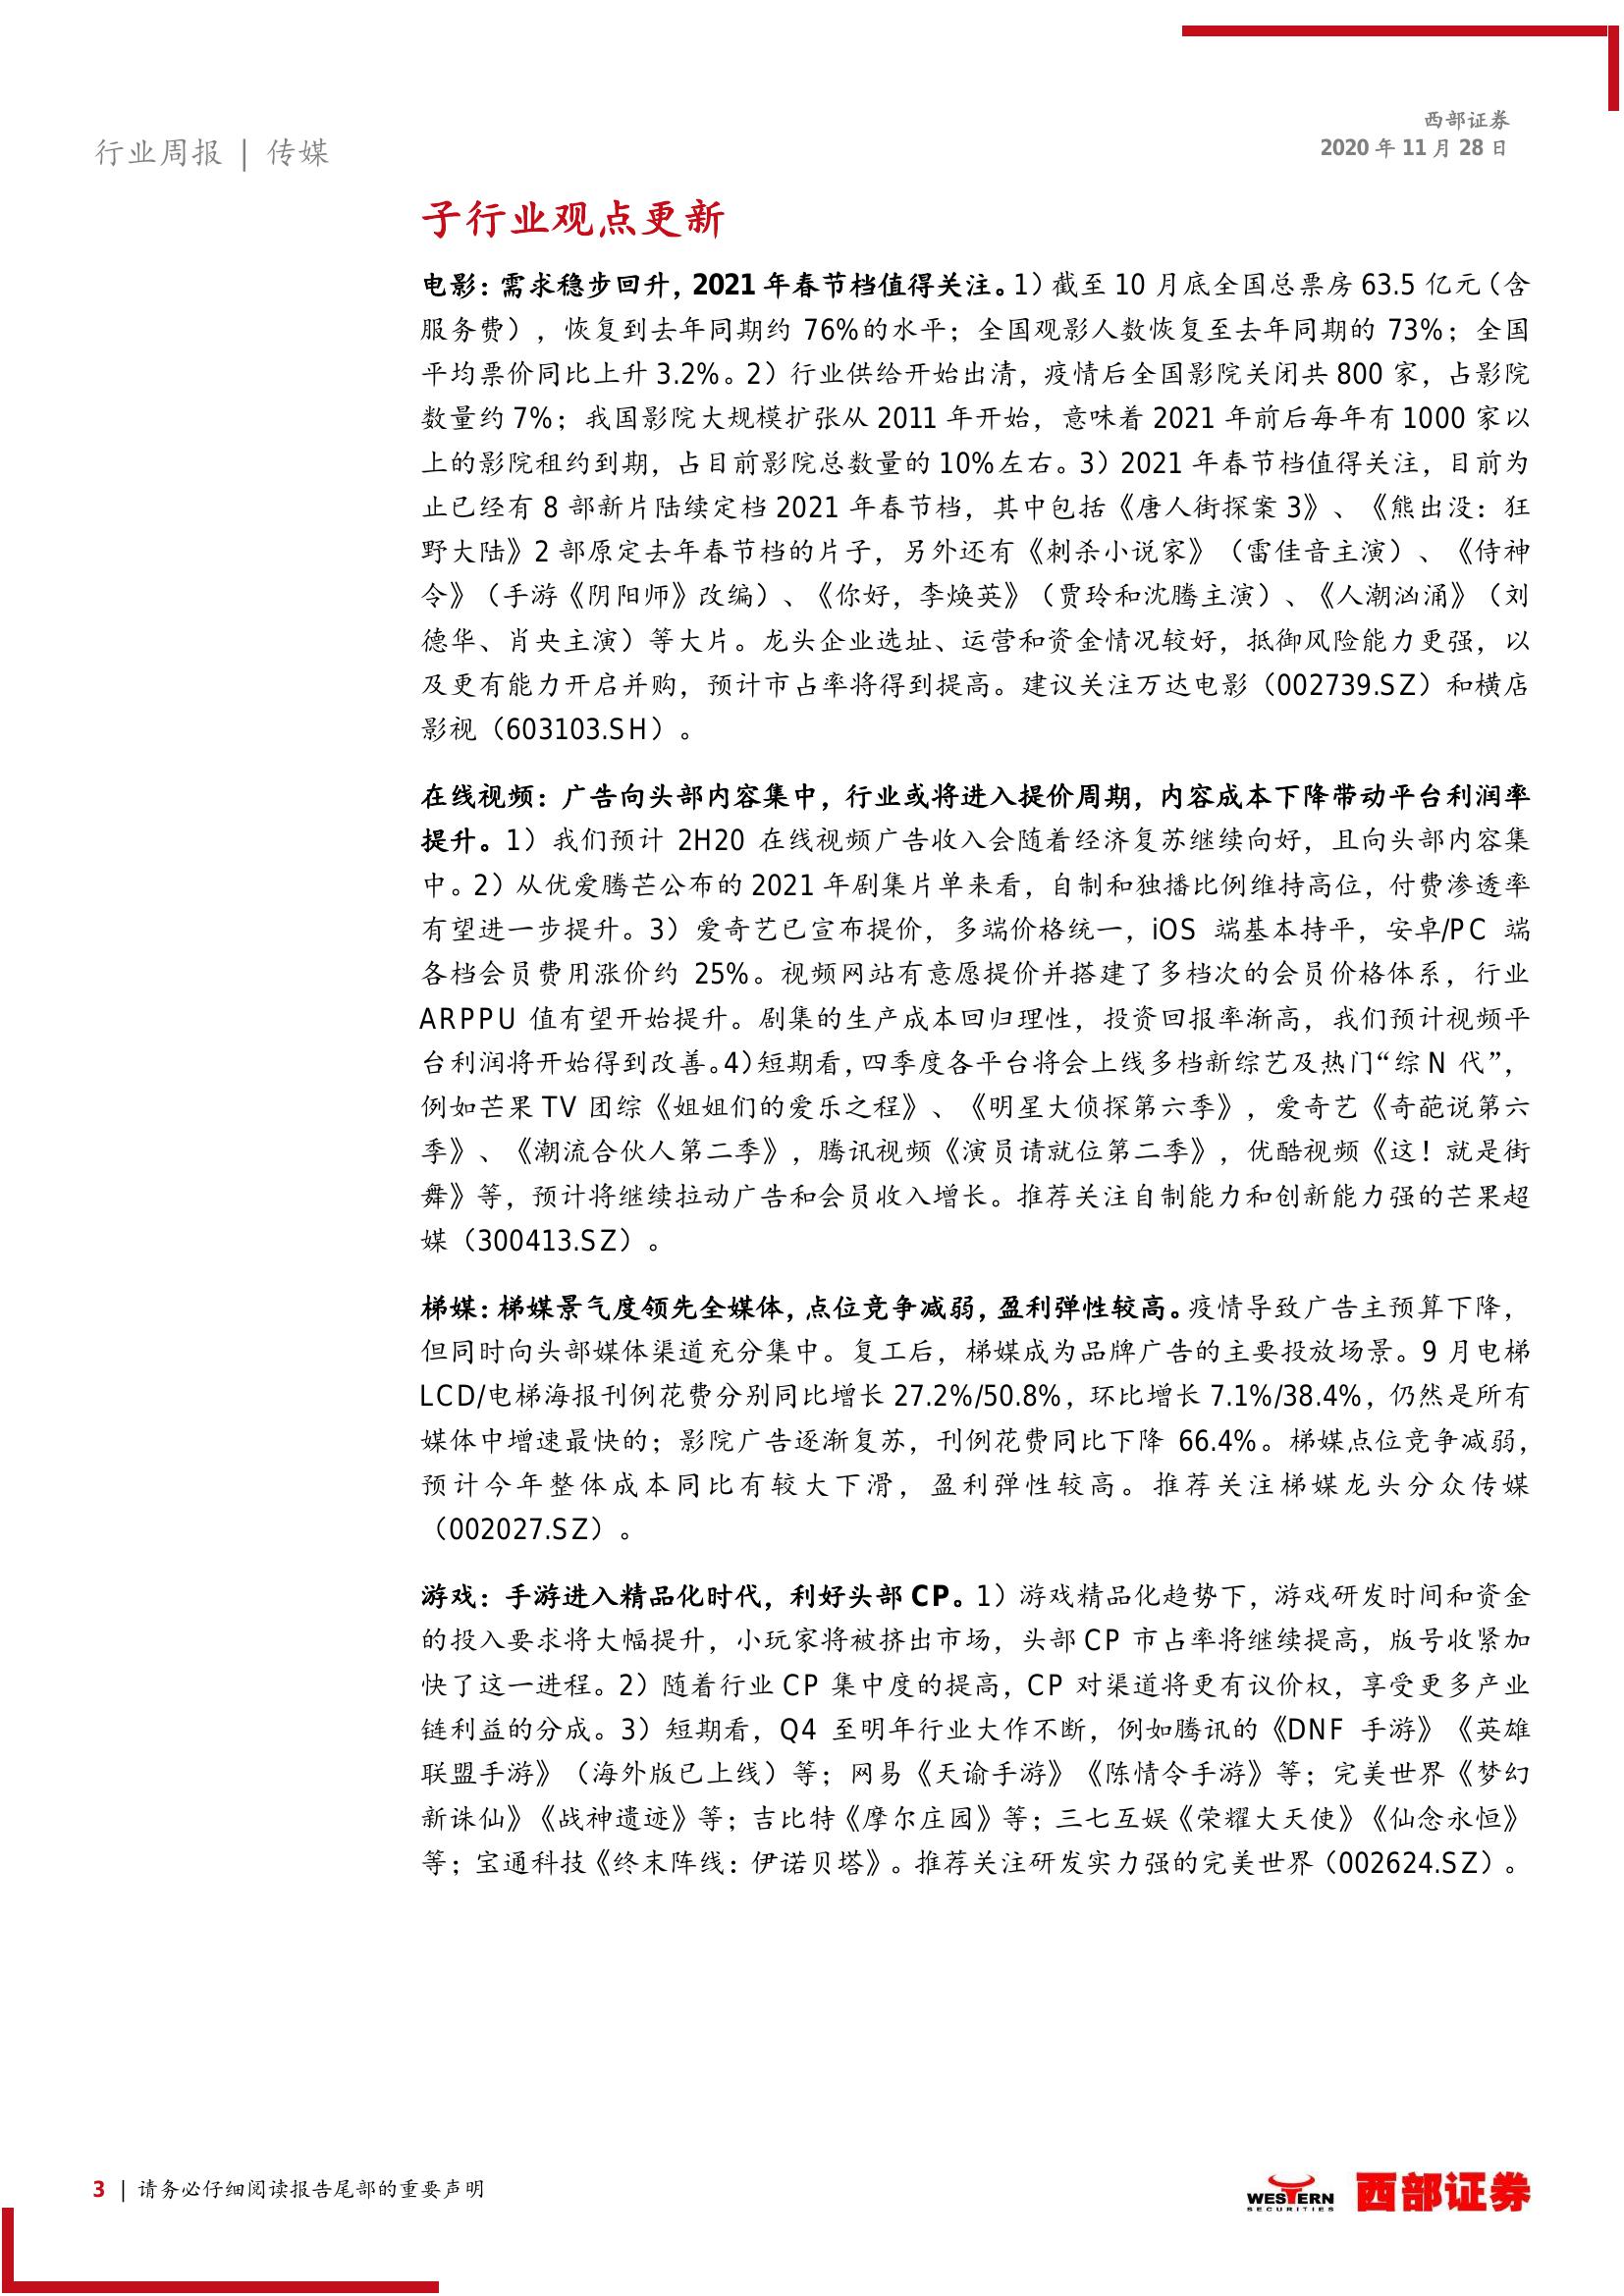 西部证券
行业周报 | 传媒
2020 年 11 月 28 日
子行业观点更新
电影：需求稳步回升，2021 年春节档值得关注。1）截至 10 月底全国总票房 63.5 亿元（含
服务费），恢复到去年同期约 76%的水平；全国观影人数恢复至去年同期的 73%；全国
平均票价同比上升 3.2%。2）行业供给开始出清，疫情后全国影院关闭共 800 家，占影院
数量约 7%；我国影院大规模扩张从 2011 年开始，意味着 2021 年前后每年有 1000 家以
上的影院租约到期，占目前影院总数量的 10%左右。3）2021 年春节档值得关注，目前为
止已经有 8 部新片陆续定档 2021 年春节档，其中包括《唐人街探案 3》、《熊出没：狂
野大陆》2 部原定去年春节档的片子，另外还有《刺杀小说家》（雷佳音主演）、《侍神
令》（手游《阴阳师》改编）、《你好，李焕英》（贾玲和沈腾主演）、《人潮汹涌》（刘
德华、肖央主演）等大片。龙头企业选址、运营和资金情况较好，抵御风险能力更强，以
及更有能力开启并购，预计市占率将得到提高。建议关注万达电影（002739.SZ）和横店
影视（603103.SH）。
在线视频：广告向头部内容集中，行业或将进入提价周期，内容成本下降带动平台利润率
提升。1）我们预计 2H20 在线视频广告收入会随着经济复苏继续向好，且向头部内容集
中。2）从优爱腾芒公布的 2021 年剧集片单来看，自制和独播比例维持高位，付费渗透率
有望进一步提升。3）爱奇艺已宣布提价，多端价格统一，iOS 端基本持平，安卓/PC 端
各档会员费用涨价约 25%。视频网站有意愿提价并搭建了多档次的会员价格体系，行业
ARPPU 值有望开始提升。剧集的生产成本回归理性，投资回报率渐高，我们预计视频平
台利润将开始得到改善。4）短期看，四季度各平台将会上线多档新综艺及热门“综 N 代”，
例如芒果 TV 团综《姐姐们的爱乐之程》、《明星大侦探第六季》，爱奇艺《奇葩说第六
季》、《潮流合伙人第二季》，腾讯视频《演员请就位第二季》，优酷视频《这！就是街
舞》等，预计将继续拉动广告和会员收入增长。推荐关注自制能力和创新能力强的芒果超
媒（300413.SZ）。
梯媒：梯媒景气度领先全媒体，点位竞争减弱，盈利弹性较高。疫情导致广告主预算下降，
但同时向头部媒体渠道充分集中。复工后，梯媒成为品牌广告的主要投放场景。9 月电梯
LCD/电梯海报刊例花费分别同比增长 27.2%/50.8%，环比增长 7.1%/38.4%，仍然是所有
媒体中增速最快的；影院广告逐渐复苏，刊例花费同比下降 66.4%。梯媒点位竞争减弱，
预计今年整体成本同比有较大下滑，盈利弹性较高。推荐关注梯媒龙头分众传媒
（002027.SZ）。
游戏：手游进入精品化时代，利好头部 CP。1）游戏精品化趋势下，游戏研发时间和资金
的投入要求将大幅提升，小玩家将被挤出市场，头部 CP 市占率将继续提高，版号收紧加
快了这一进程。2）随着行业 CP 集中度的提高，CP 对渠道将更有议价权，享受更多产业
链利益的分成。3）短期看，Q4 至明年行业大作不断，例如腾讯的《DNF 手游》《英雄
联盟手游》（海外版已上线）等；网易《天谕手游》《陈情令手游》等；完美世界《梦幻
新诛仙》《战神遗迹》等；吉比特《摩尔庄园》等；三七互娱《荣耀大天使》《仙念永恒》
等；宝通科技《终末阵线：伊诺贝塔》。推荐关注研发实力强的完美世界（002624.SZ）。
3 | 请务必仔细阅读报告尾部的重要声明
WESTERN
SECURITIES
西部证券